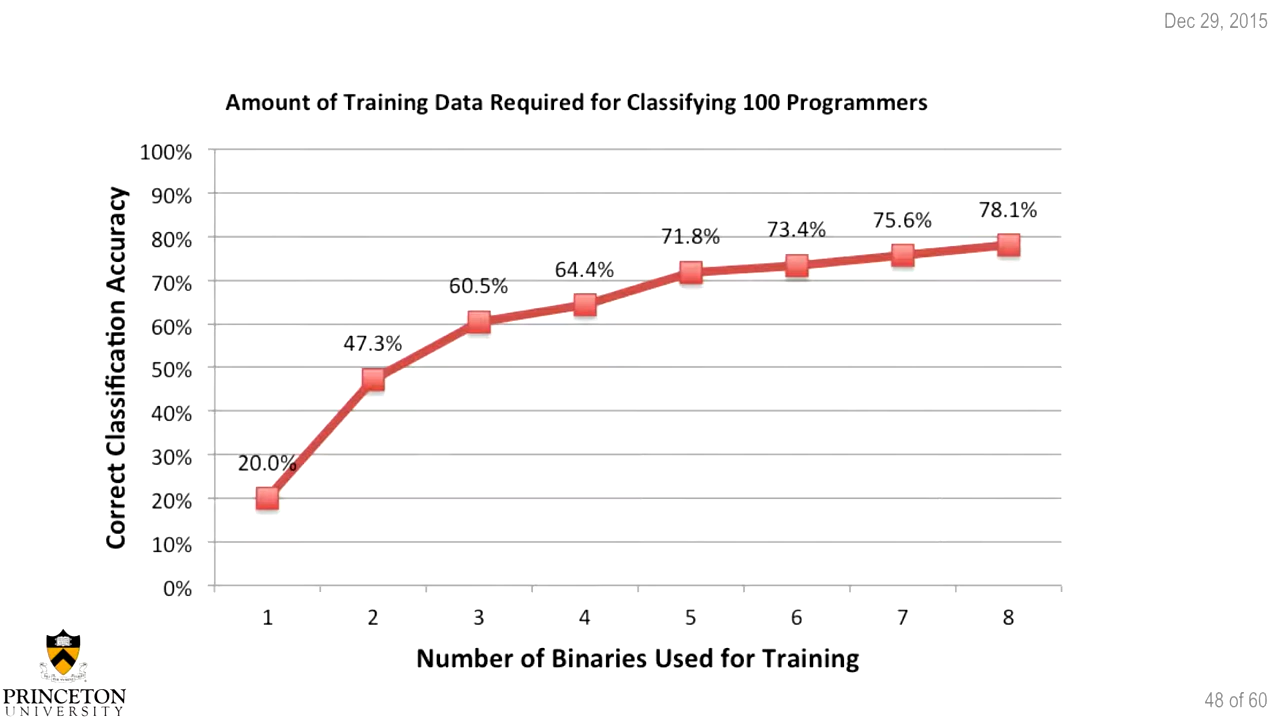 Dec 29, 2015
Amount of Training Data Required for Classifying 100 Programmers
Correct Classification Accuracy
100%
90%
80%
70%
60%
50%
40%
30%
20%
10%
0%
20.0%
47.3%
60.5%
64.4%
71.8%
73.4%
75.6%
78.1%
1 2 3 4 5 6 7 8
Number of Binaries Used for Training
PRINCETON
UNIVERSITY
48 of 60